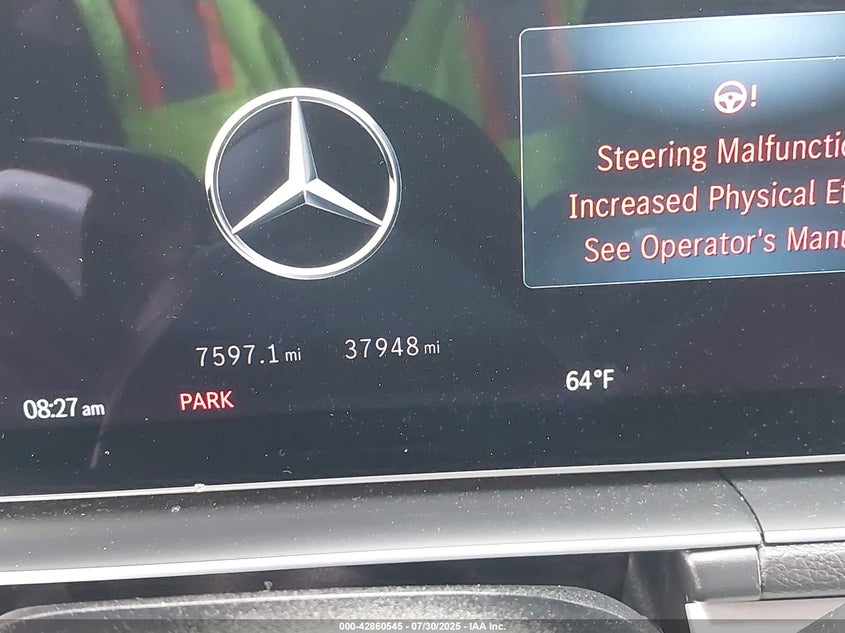 !
Steering Malfunctio
Increased Physical Ef
See Operator's Manu
7597.1 mi 37948 mi
08:27 am PARK 64°F
000-42860545 - 07/30/2025 - IAA Inc.